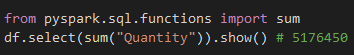 from pyspark.sql.functions import sum
df.select(sum("Quantity")).show() # 5176450